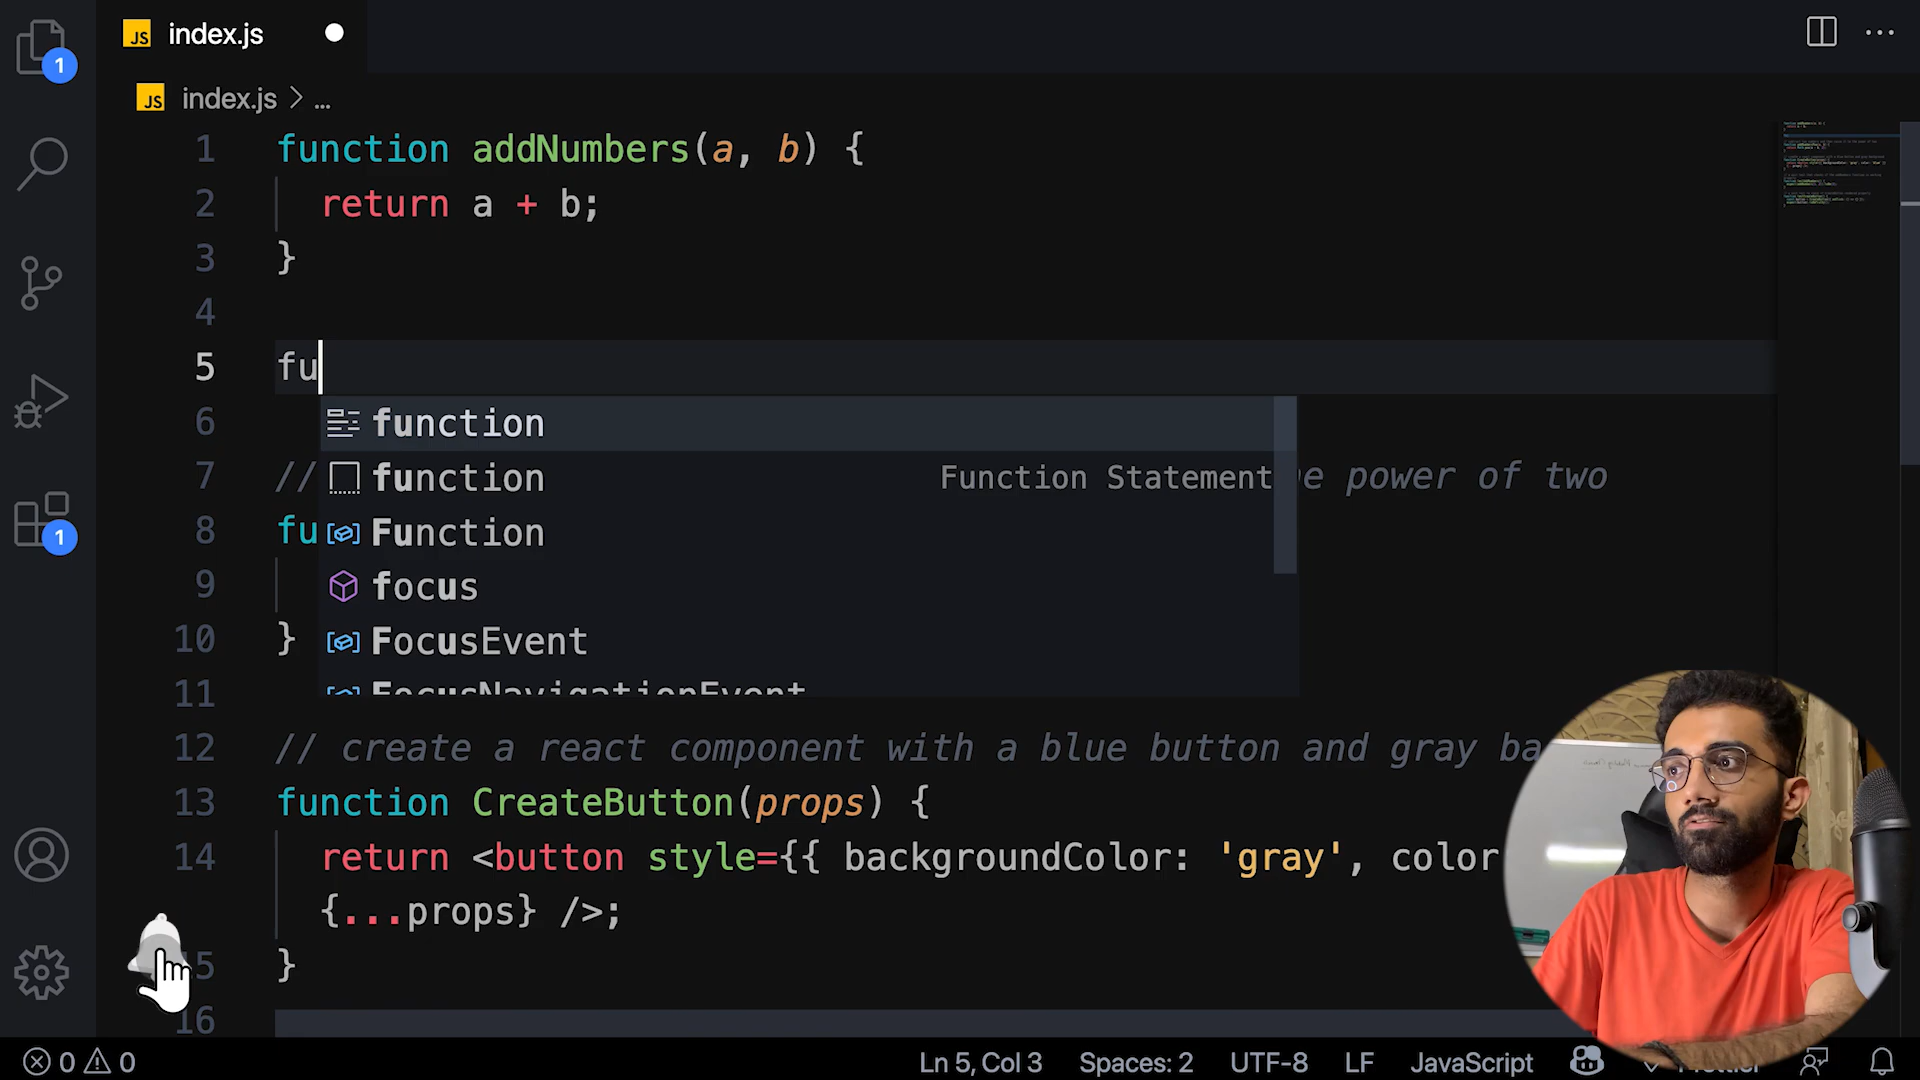 JS index.js
JS index.js > ...
1 function addNumbers(a, b) {
2 return a + b;
3 }
4
5 fu
6 function
7 // function Function Statement e power of two
8 fu Function
9 focus
10 } FocusEvent
11 FocusNavigationEvent
12 // create a react component with a blue button and gray ba
13 function CreateButton(props) {
14 return <button style={{ backgroundColor: 'gray', color
{...props} />;
5 }
16
1
1
0 0 Ln 5, Col 3 Spaces: 2 UTF-8 LF JavaScript